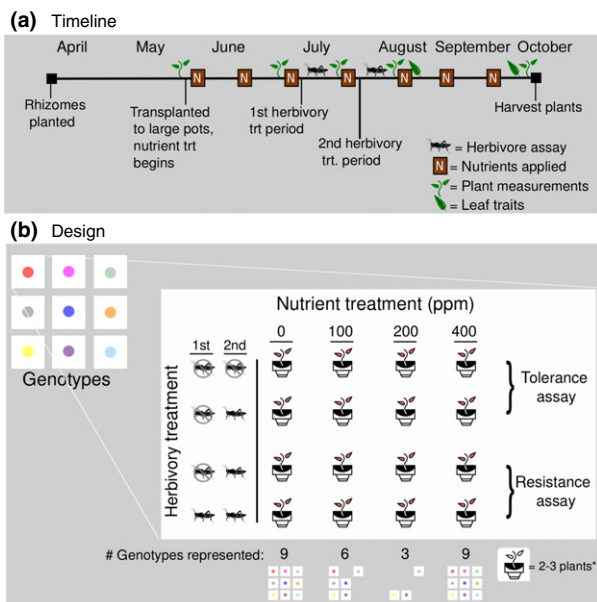 (a) Timeline
April May June July August September October
N N N N N N N
Rhizomes
planted
Transplanted
to large pots,
nutrient trt
begins
1st herbivory
trt period
2nd herbivory
trt. period
Harvest plants
= Herbivore assay
N = Nutrients applied
= Plant measurements
= Leaf traits
(b) Design
Genotypes
Nutrient treatment (ppm)
1st 2nd 0 100 200 400
Herbivory treatment
Tolerance
assay
Resistance
assay
# Genotypes represented: 9 6 3 9
= 2-3 plants*